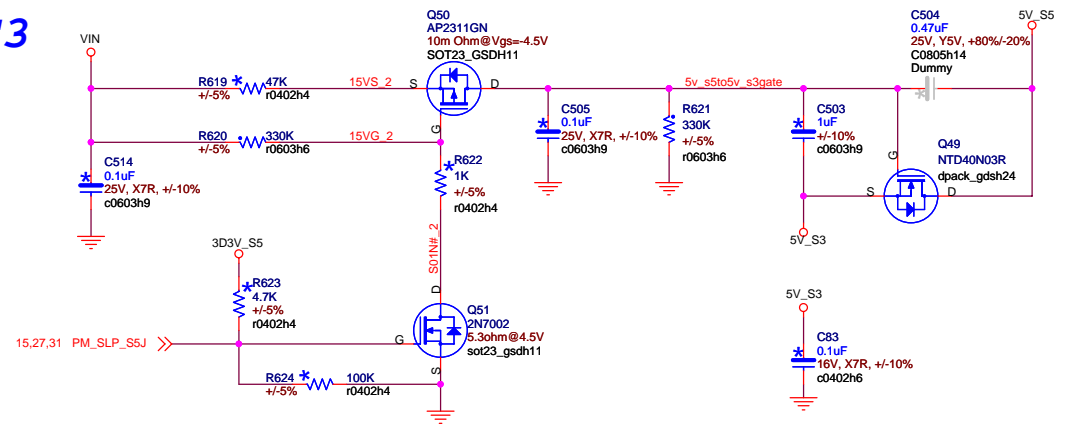 13
VIN
R619
+/-5%
47K
r0402h4
15VS_2
S
Q50
AP2311GN
10m Ohm@Vgs=-4.5V
SOT23_GSDH11
D
G
R620
+/-5%
330K
r0603h6
15VG_2
C514
0.1uF
25V, X7R, +/-10%
c0603h9
R622
1K
+/-5%
r0402h4
S01N#_2
3D3V_S5
R623
4.7K
+/-5%
r0402h4
15,27,31 PM_SLP_S5J
R624
+/-5%
100K
r0402h4
D
G
S
Q51
2N7002
5.3ohm@4.5V
sot23_gsdh11
C505
0.1uF
25V, X7R, +/-10%
c0603h9
5v_s5to5v_s3gate
R621
330K
+/-5%
r0603h6
C503
1uF
+/-10%
c0603h9
C504
0.47uF
25V, Y5V, +80%/-20%
C0805h14
Dummy
5V_S5
Q49
NTD40N03R
dpack_gdsh24
G
S
D
5V_S3
5V_S3
C83
0.1uF
16V, X7R, +/-10%
c0402h6